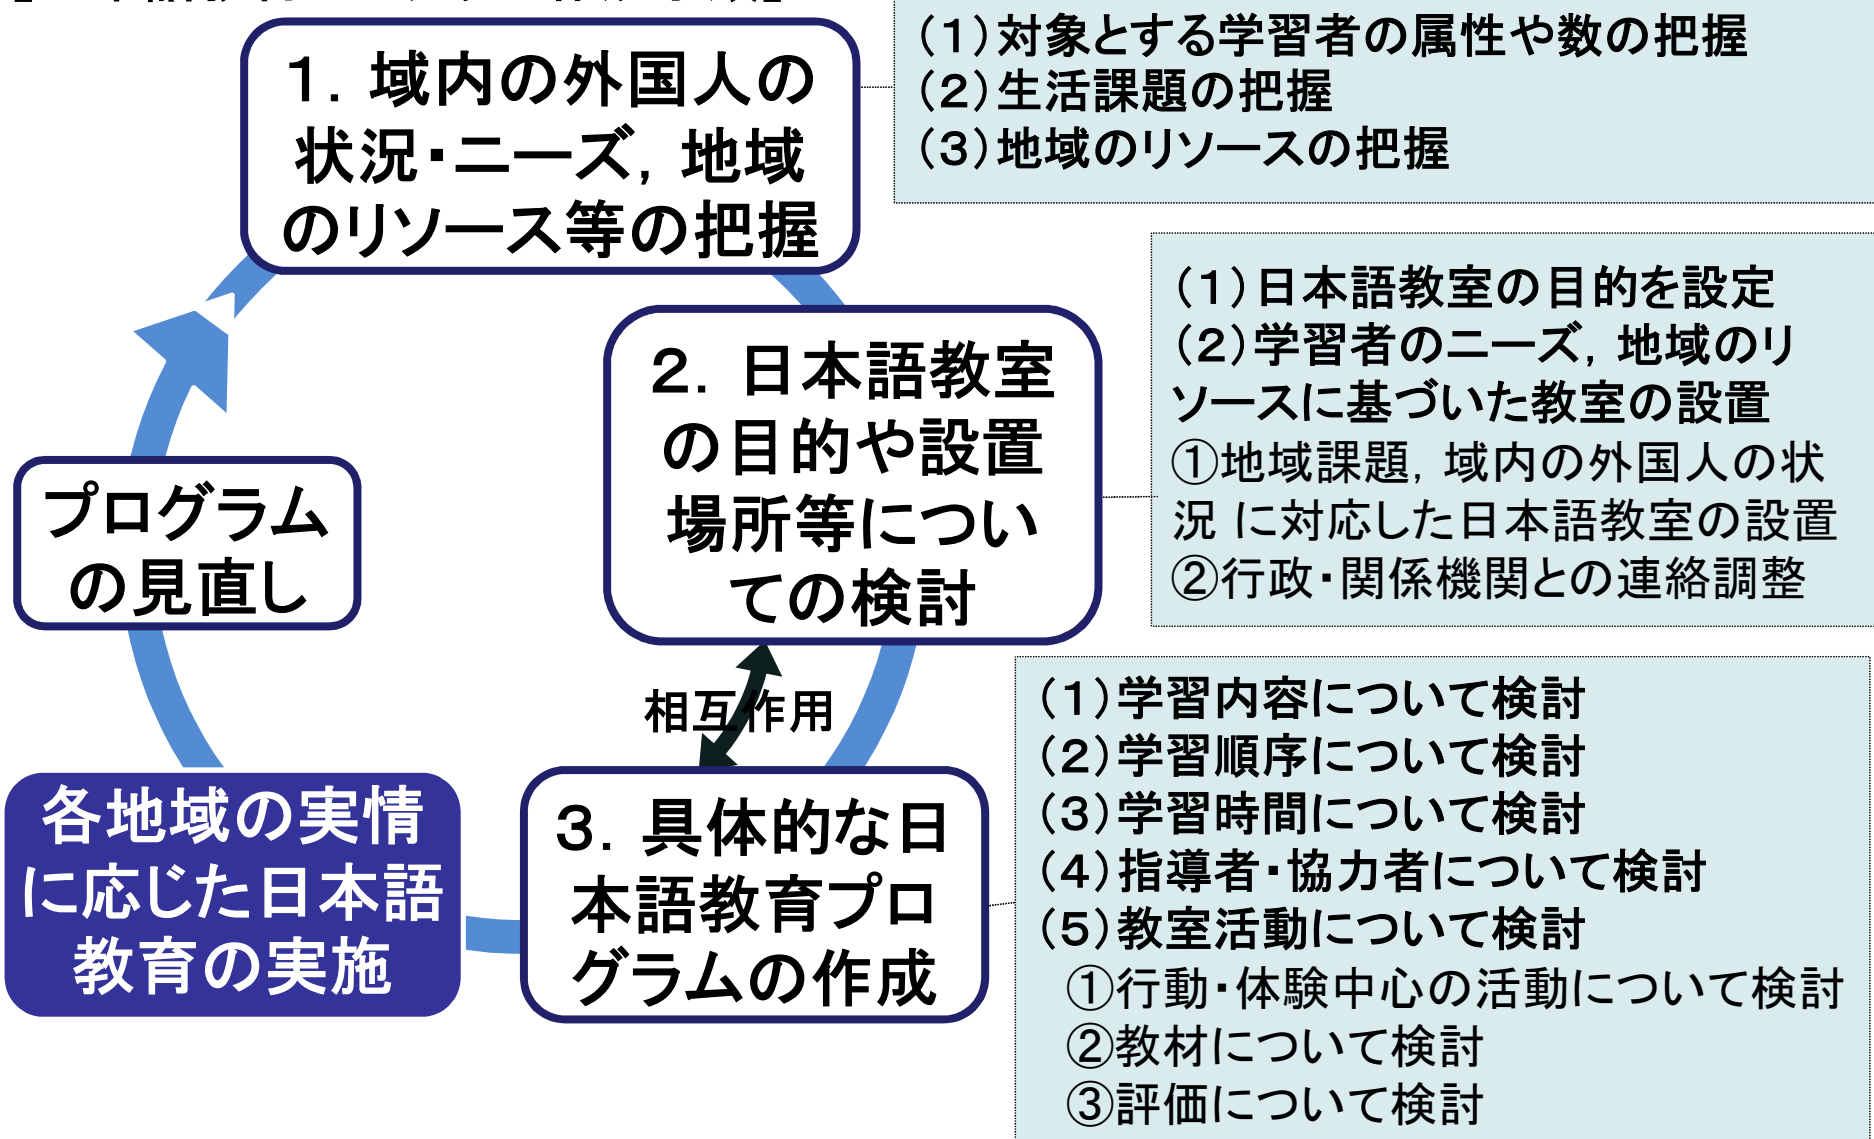 1．域内の外国人の
状況・ニーズ，地域
のリソース等の把握
(1)対象とする学習者の属性や数の把握
(2)生活課題の把握
(3)地域のリソースの把握
2．日本語教室
の目的や設置
場所等につい
ての検討
(1)日本語教室の目的を設定
(2)学習者のニーズ，地域のリ
ソースに基づいた教室の設置
①地域課題，域内の外国人の状
況 に対応した日本語教室の設置
②行政・関係機関との連絡調整
プログラム
の見直し
相互作用
各地域の実情
に応じた日本語
教育の実施
3．具体的な日
本語教育プロ
グラムの作成
(1)学習内容について検討
(2)学習順序について検討
(3)学習時間について検討
(4)指導者・協力者について検討
(5)教室活動について検討
①行動・体験中心の活動について検討
②教材について検討
③評価について検討